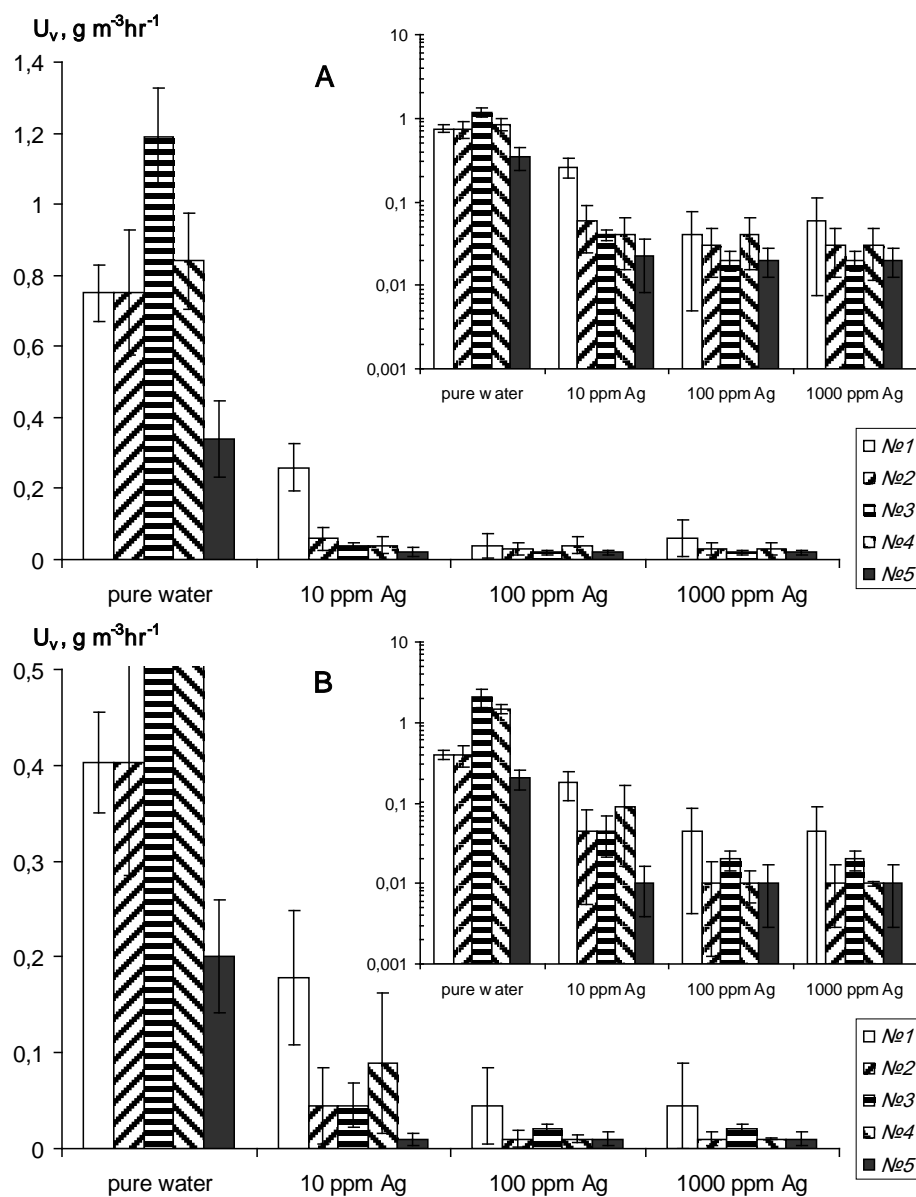 Uᵥ, g m⁻³hr⁻¹
A
1,4
1,2
1
0,8
0,6
0,4
0,2
0
pure water
10 ppm Ag
100 ppm Ag
1000 ppm Ag
10
1
0,1
0,01
0,001
pure water
10 ppm Ag
100 ppm Ag
1000 ppm Ag
№1
№2
№3
№4
№5
Uᵥ, g m⁻³hr⁻¹
B
0,5
0,4
0,3
0,2
0,1
0
pure water
10 ppm Ag
100 ppm Ag
1000 ppm Ag
10
1
0,1
0,01
0,001
pure water
10 ppm Ag
100 ppm Ag
1000 ppm Ag
№1
№2
№3
№4
№5